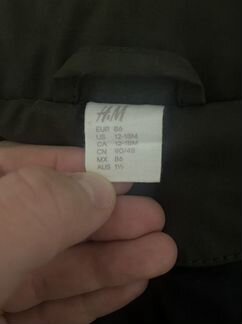 H&M
EUR 86
US 12-18M
CA 12-18M
CN 90/48
MX 86
AUS 1½